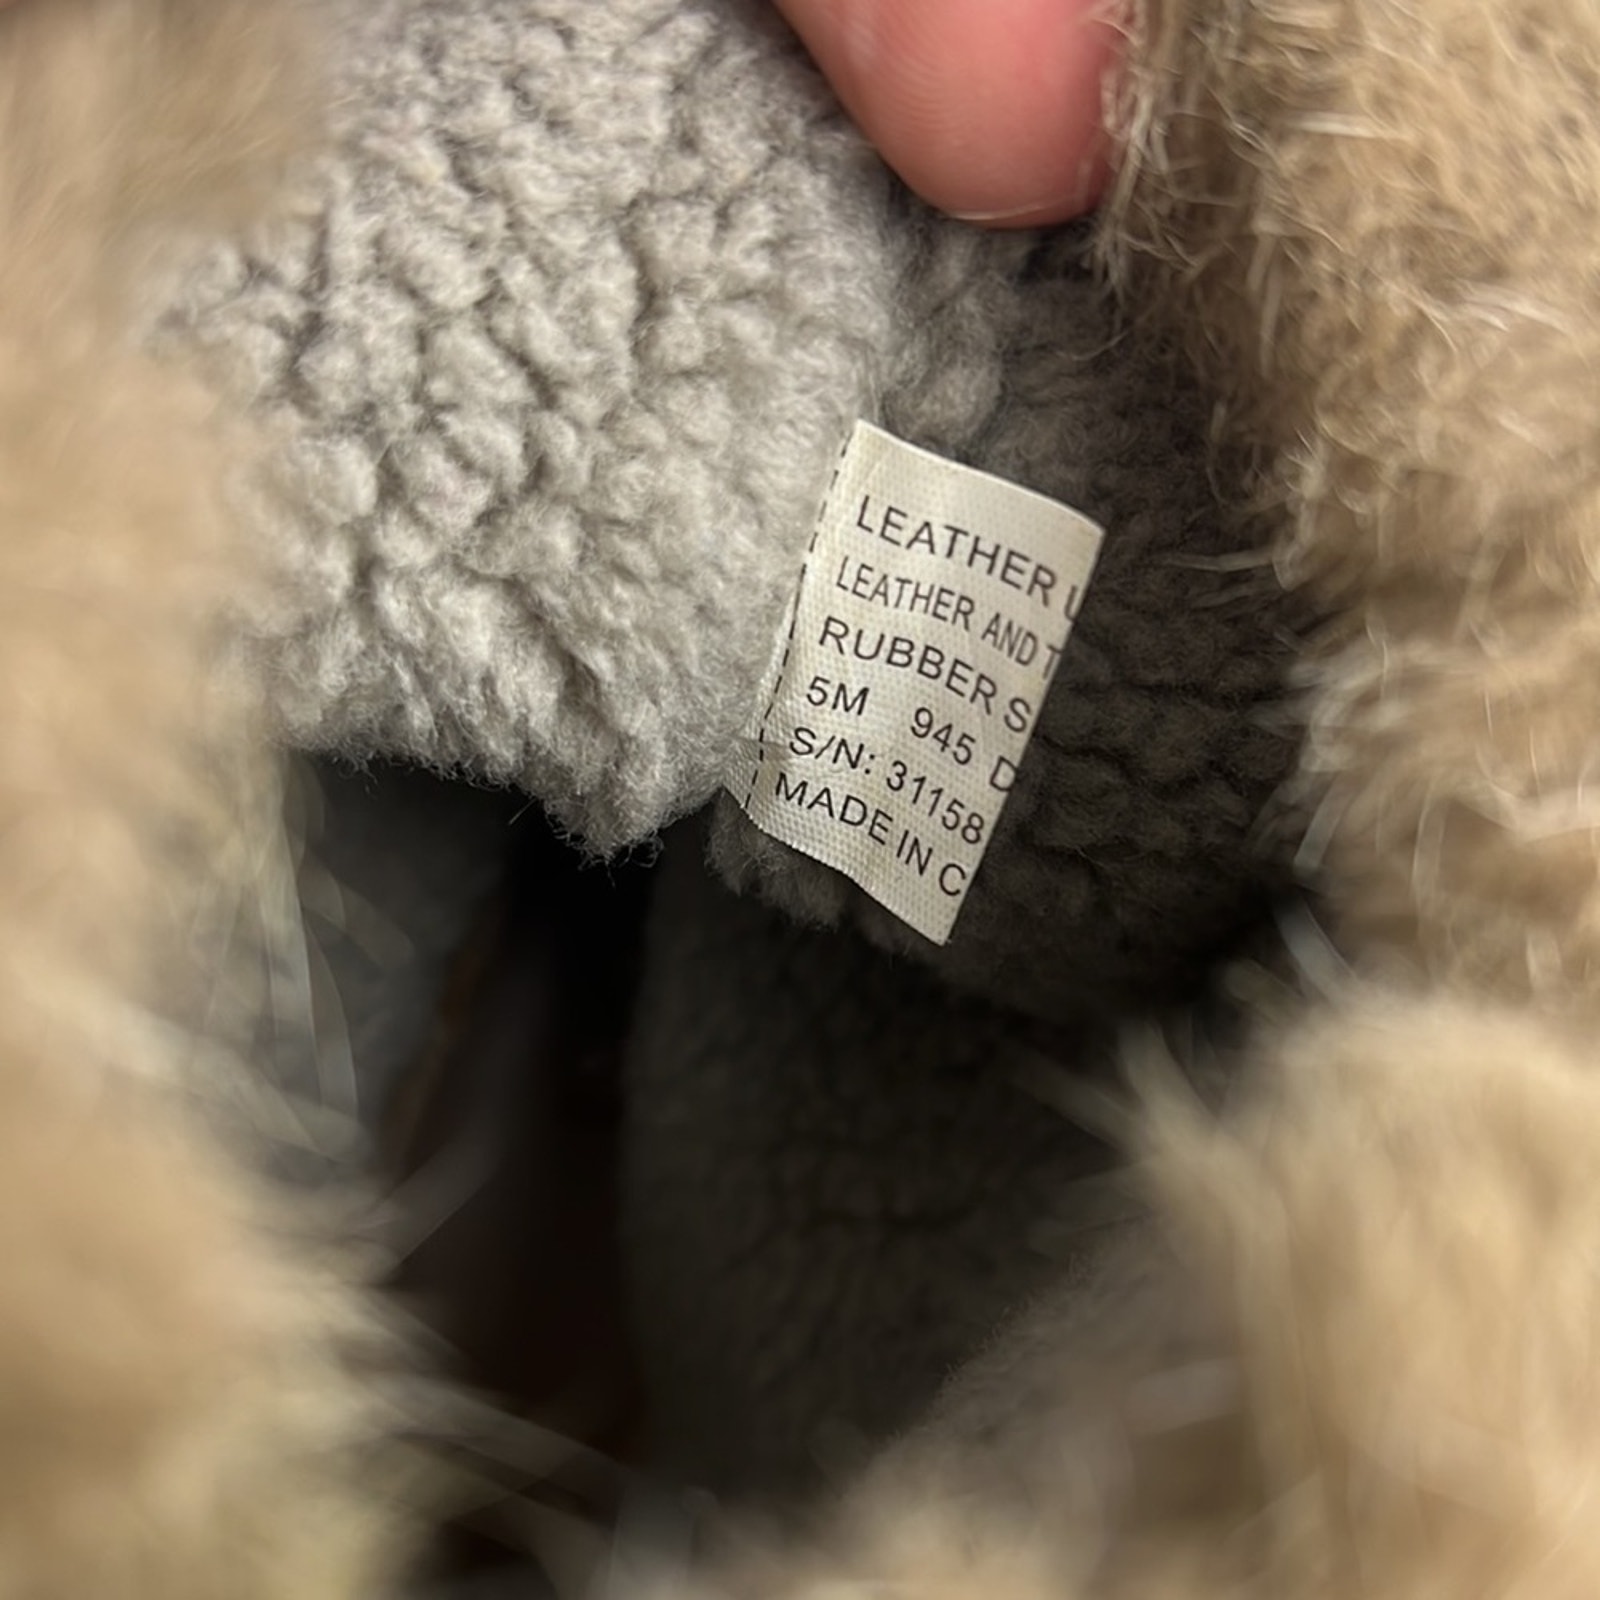 LEATHER U
LEATHER AND T
RUBBER S
5M 945 D
S/N: 31158
MADE IN C